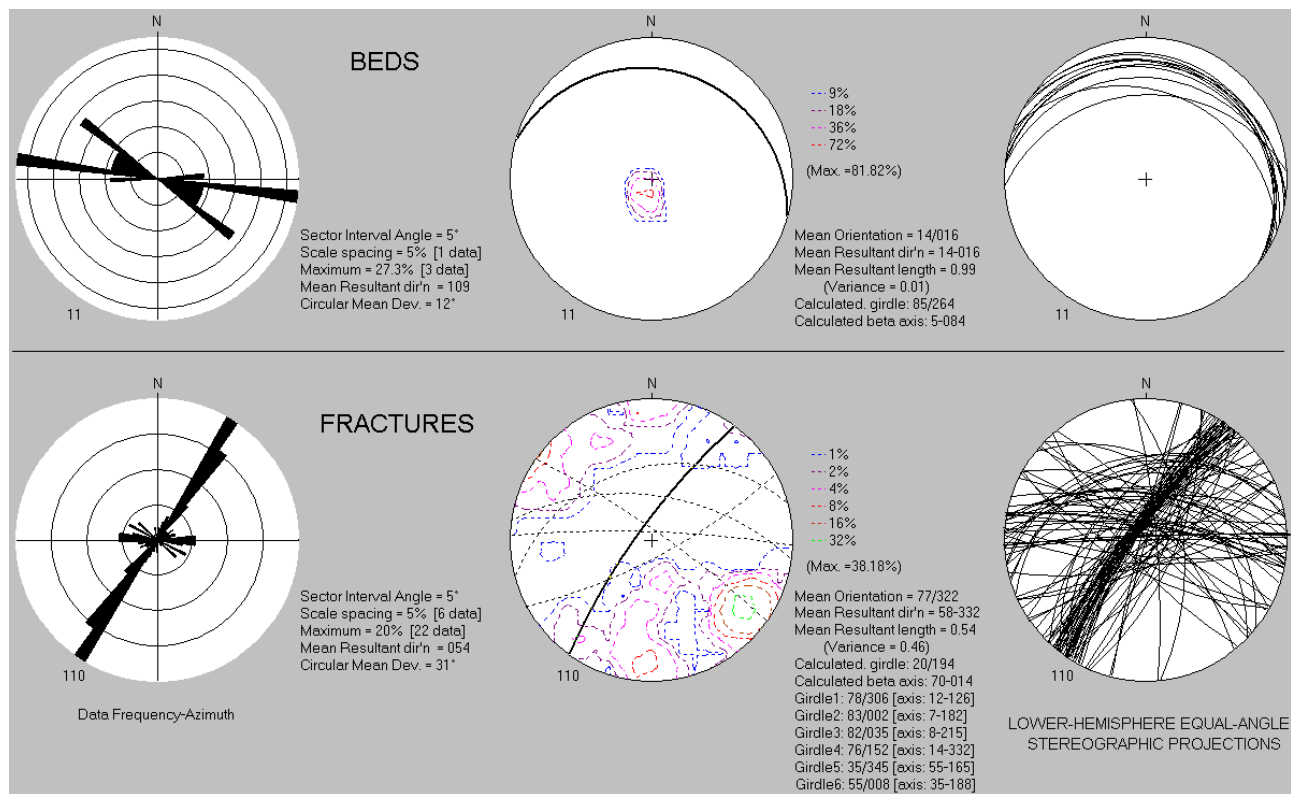 N
N
N
BEDS
9%
18%
36%
72%
(Max. =81.82%)
Sector Interval Angle = 5°
Scale spacing = 5% [1 data]
Maximum = 27.3% [3 data]
Mean Resultant dir'n = 109
Circular Mean Dev. = 12°
Mean Orientation = 14/016
Mean Resultant dir'n = 14-016
Mean Resultant length = 0.99
(Variance = 0.01)
Calculated. girdle: 85/264
Calculated beta axis: 5-084
11
11
11
N
N
N
FRACTURES
1%
2%
4%
8%
16%
32%
(Max. =38.18%)
Sector Interval Angle = 5°
Scale spacing = 5% [6 data]
Maximum = 20% [22 data]
Mean Resultant dir'n = 054
Circular Mean Dev. = 31°
Mean Orientation = 77/322
Mean Resultant dir'n = 58-332
Mean Resultant length = 0.54
(Variance = 0.46)
Calculated. girdle: 20/194
Calculated beta axis: 70-014
Girdle1: 78/306 [axis: 12-126]
Girdle2: 83/002 [axis: 7-182]
Girdle3: 82/035 [axis: 8-215]
Girdle4: 76/152 [axis: 14-332]
Girdle5: 35/345 [axis: 55-165]
Girdle6: 55/008 [axis: 35-188]
110
110
110
Data Frequency-Azimuth
LOWER-HEMISPHERE EQUAL-ANGLE
STEREOGRAPHIC PROJECTIONS